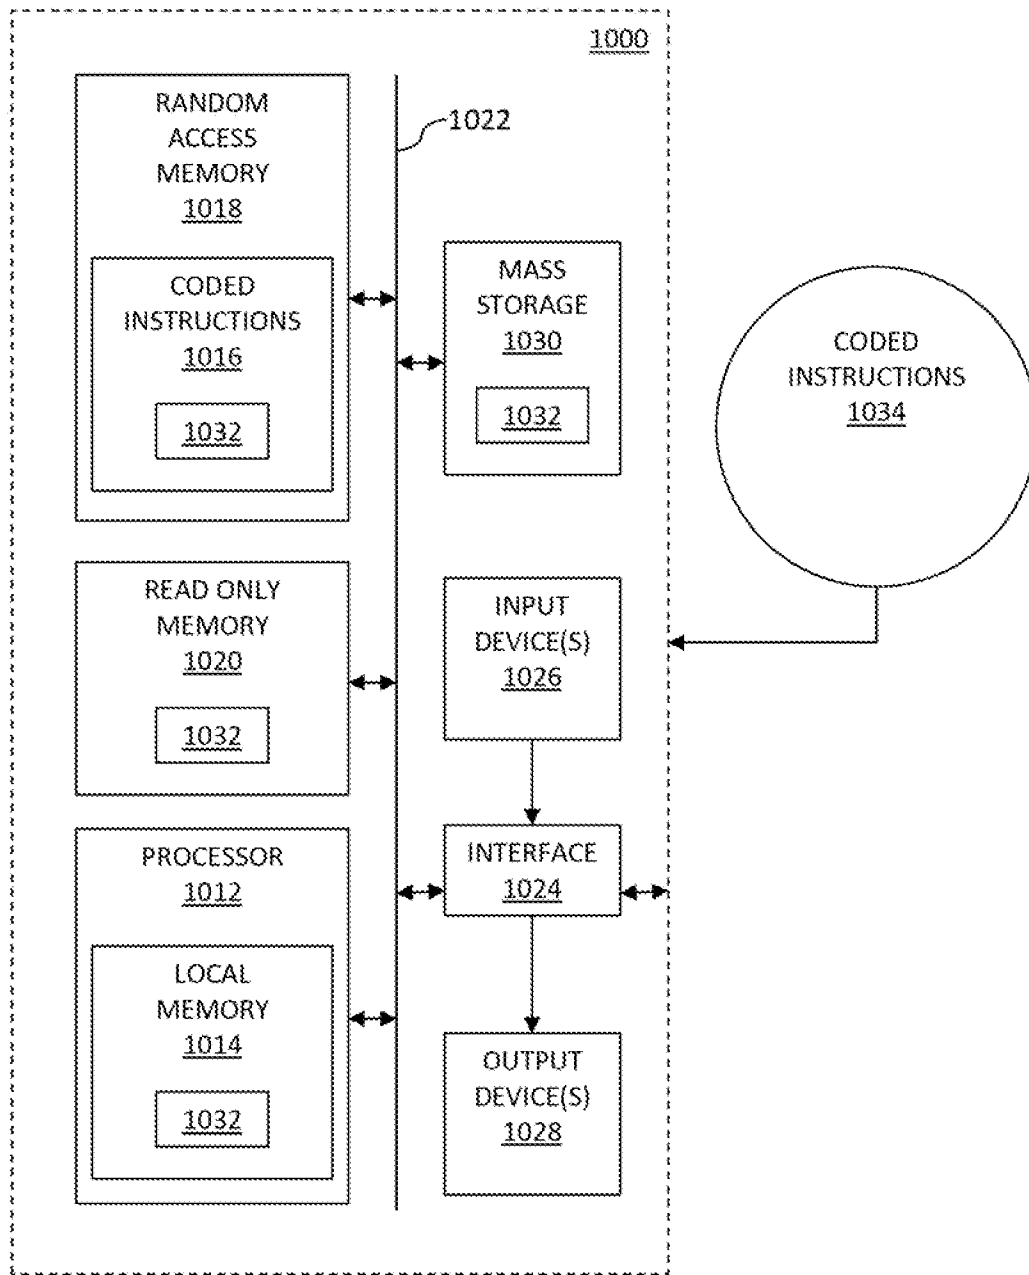 1000
RANDOM
ACCESS
MEMORY
1018
CODED
INSTRUCTIONS
1016
1032
1022
MASS
STORAGE
1030
1032
CODED
INSTRUCTIONS
1034
READ ONLY
MEMORY
1020
1032
INPUT
DEVICE(S)
1026
PROCESSOR
1012
LOCAL
MEMORY
1014
1032
INTERFACE
1024
OUTPUT
DEVICE(S)
1028